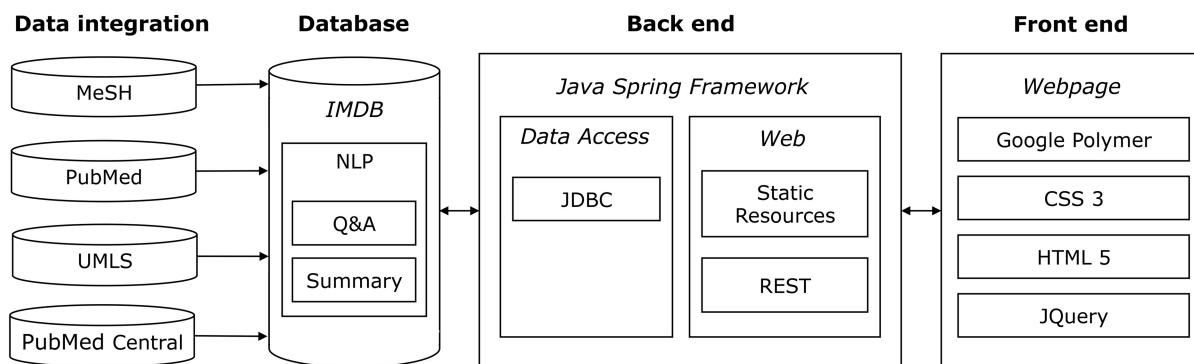 Data integration
Database
Back end
Front end
MeSH
PubMed
UMLS
PubMed Central
IMDB
NLP
Q&A
Summary
Java Spring Framework
Data Access
JDBC
Web
Static
Resources
REST
Webpage
Google Polymer
CSS 3
HTML 5
JQuery